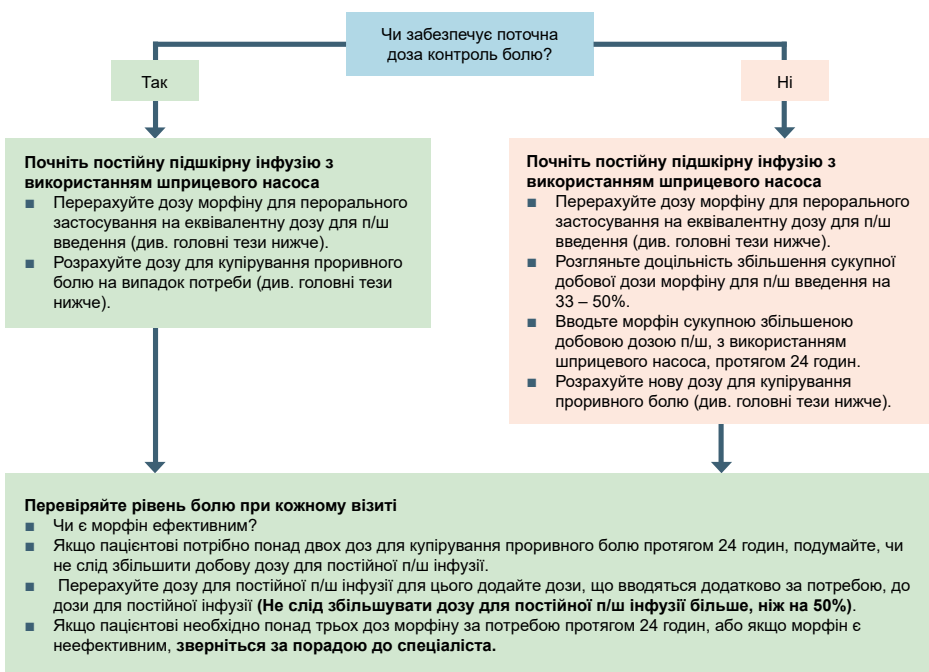 Чи забезпечує поточна
доза контроль болю?
Так
Ні
Почніть постійну підшкірну інфузію з
використанням шприцевого насоса
■ Перерахуйте дозу морфіну для перорального
застосування на еквівалентну дозу для п/ш
введення (див. головні тези нижче).
■ Розрахуйте дозу для купірування проривного
болю на випадок потреби (див. головні тези
нижче).
Почніть постійну підшкірну інфузію з
використанням шприцевого насоса
■ Перерахуйте дозу морфіну для перорального
застосування на еквівалентну дозу для п/ш
введення (див. головні тези нижче).
■ Розгляньте доцільність збільшення сукупної
добової дози морфіну для п/ш введення на
33 – 50%.
■ Вводьте морфін сукупною збільшеною
добовою дозою п/ш, з використанням
шприцевого насоса, протягом 24 годин.
■ Розрахуйте нову дозу для купірування
проривного болю (див. головні тези нижче).
Перевіряйте рівень болю при кожному візиті
■ Чи є морфін ефективним?
■ Якщо пацієнтові потрібно понад двох доз для купірування проривного болю протягом 24 годин, подумайте, чи
не слід збільшити добову дозу для постійної п/ш інфузії.
■ Перерахуйте дозу для постійної п/ш інфузії для цього додайте дози, що вводяться додатково за потребою, до
дози для постійної інфузії (Не слід збільшувати дозу для постійної п/ш інфузії більше, ніж на 50%).
■ Якщо пацієнтові необхідно понад трьох доз морфіну за потребою протягом 24 годин, або якщо морфін є
неефективним, зверніться за порадою до спеціаліста.